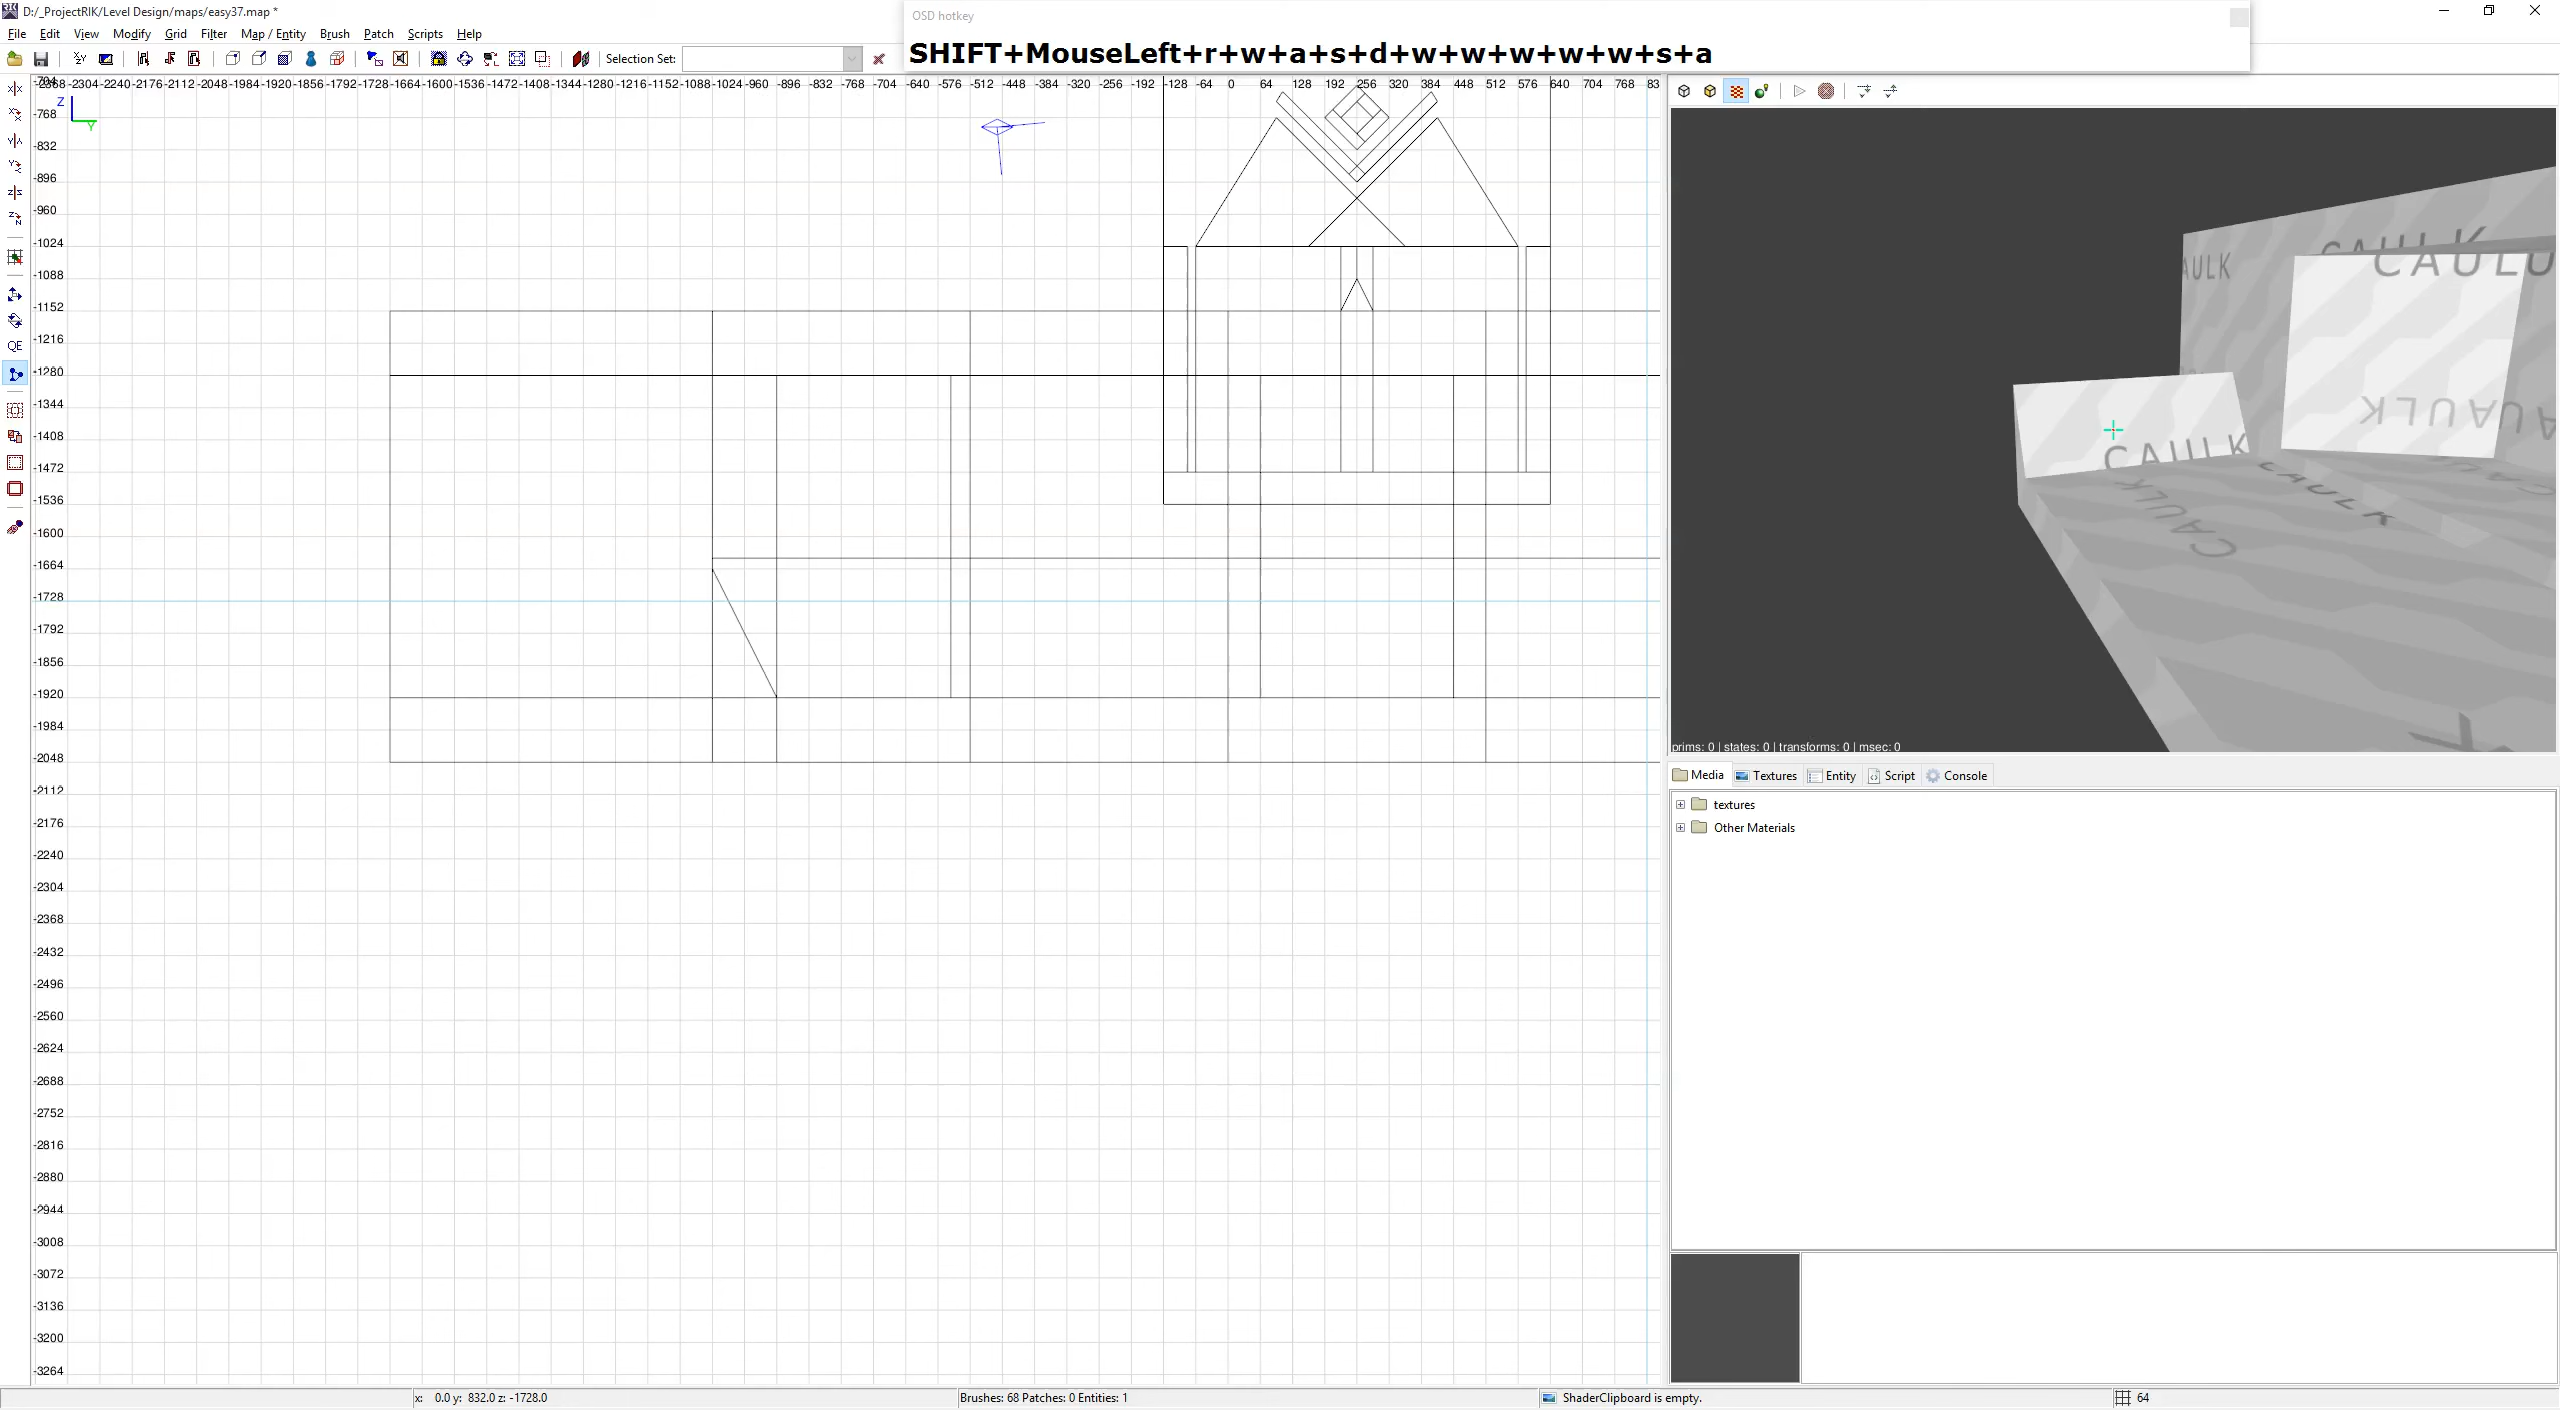 D:/_ProjectRIK/Level Design/maps/easy37.map *
OSD hotkey
SHIFT+MouseLeft+r+w+a+s+d+w+w+w+w+w+s+a
File Edit View Modify Grid Filter Map / Entity Brush Patch Scripts Help
Selection Set:
-2368 -2304 -2240 -2176 -2112 -2048 -1984 -1920 -1856 -1792 -1728 -1664 -1600 -1536 -1472 -1408 -1344 -1280 -1216 -1152 -1088 -1024 -960 -896 -832 -768 -704 -640 -576 -512 -448 -384 -320 -256 -192 -128 -64 0 64 128 192 256 320 384 448 512 576 640 704 768 83
-704
Z
Y
-768
-832
-896
-960
-1024
-1088
-1152
-1216
-1280
-1344
-1408
-1472
-1536
-1600
-1664
-1728
-1792
-1856
-1920
-1984
-2048
-2112
-2176
-2240
-2304
-2368
-2432
-2496
-2560
-2624
-2688
-2752
-2816
-2880
-2944
-3008
-3072
-3136
-3200
-3264
QE
AULK
CAULK
CAULK
CAULK
CAULK
CAULK
prims: 0 | states: 0 | transforms: 0 | msec: 0
Media Textures Entity Script Console
textures
Other Materials
x: 0.0 y: 832.0 z: -1728.0
Brushes: 68 Patches: 0 Entities: 1
ShaderClipboard is empty.
64